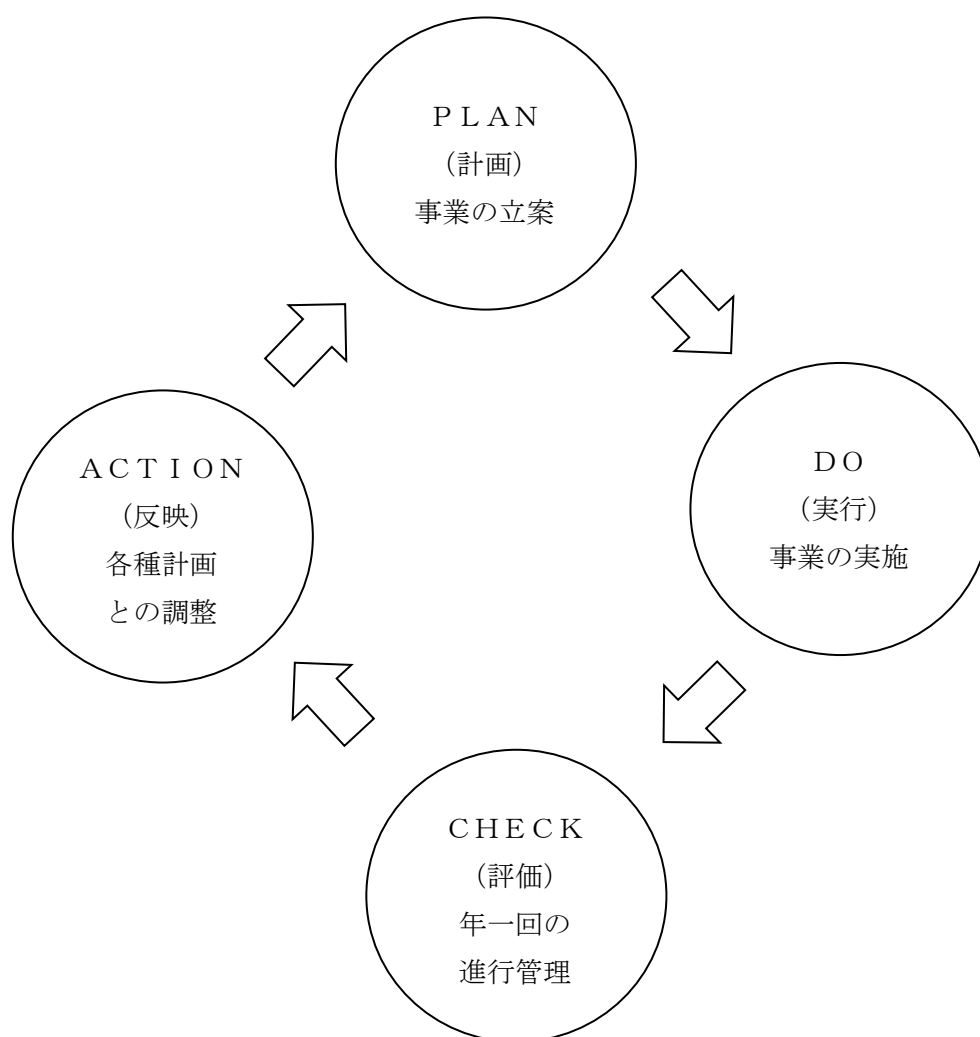 ＰＬＡＮ
（計画）
事業の立案
ＤＯ
（実行）
事業の実施
ＣＨＥＣＫ
（評価）
年一回の
進行管理
ＡＣＴＩＯＮ
（反映）
各種計画
との調整